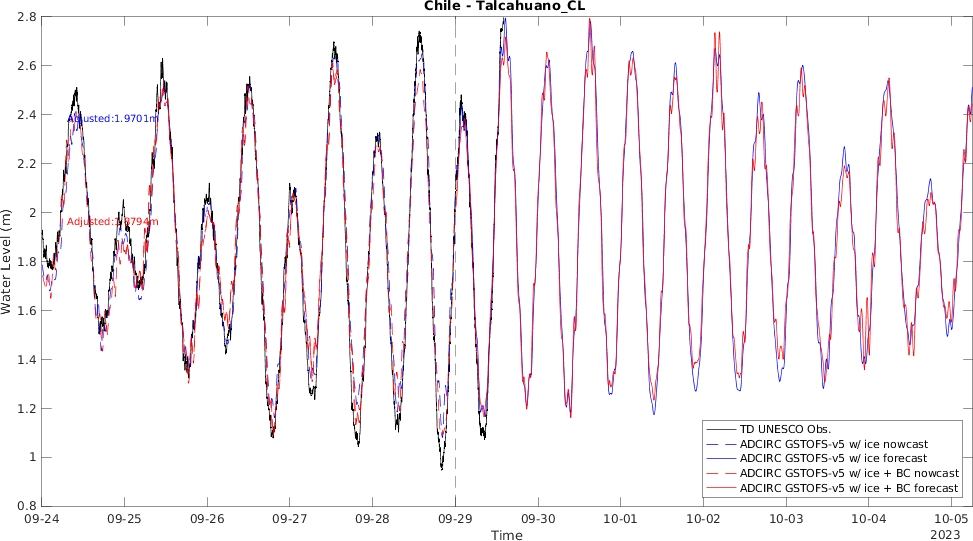 Chile - Talcahuano_CL
Water Level (m)
2.8
2.6
2.4
2.2
2
1.8
1.6
1.4
1.2
1
0.8
Adjusted:1.9701m
TD UNESCO Obs.
ADCIRC GSTOFS-v5 w/ ice nowcast
ADCIRC GSTOFS-v5 w/ ice forecast
ADCIRC GSTOFS-v5 w/ ice + BC nowcast
ADCIRC GSTOFS-v5 w/ ice + BC forecast
09-24 09-25 09-26 09-27 09-28 09-29 09-30 10-01 10-02 10-03 10-04 10-05
2023
Time